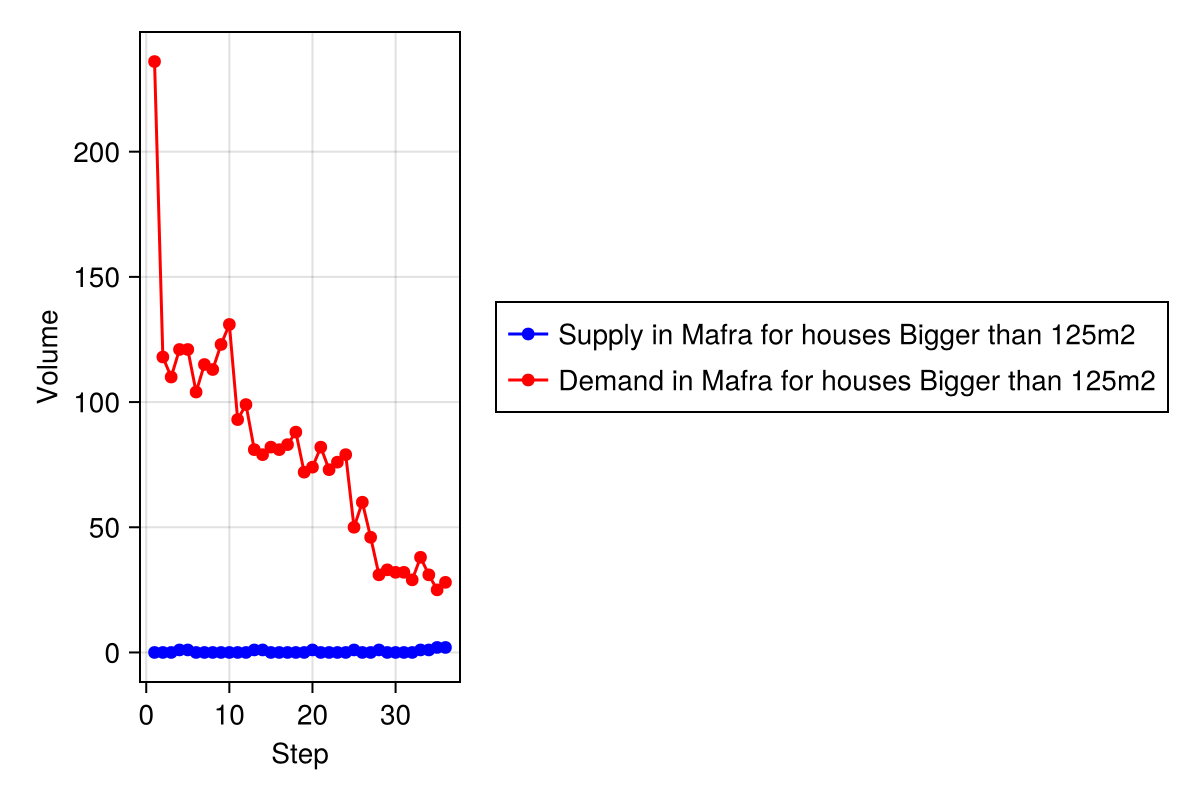 200
150
100
50
0
Volume
0 10 20 30
Step
Supply in Mafra for houses Bigger than 125m2
Demand in Mafra for houses Bigger than 125m2